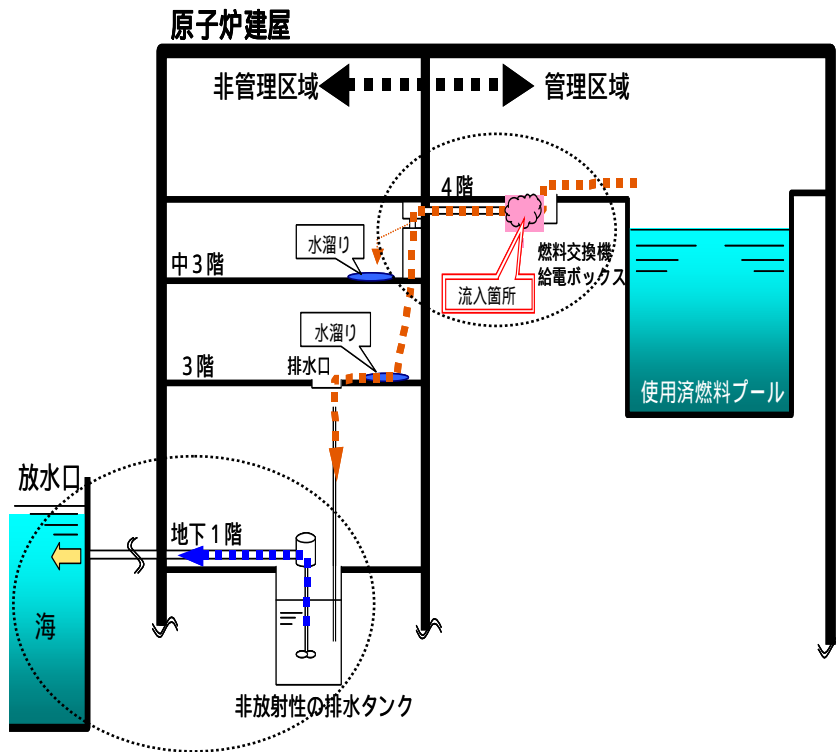 原子炉建屋
非管理区域
管理区域
4階
水溜り
中3階
燃料交換機
給電ボックス
流入箇所
水溜り
排水口
3階
使用済燃料プール
放水口
地下1階
海
非放射性の排水タンク